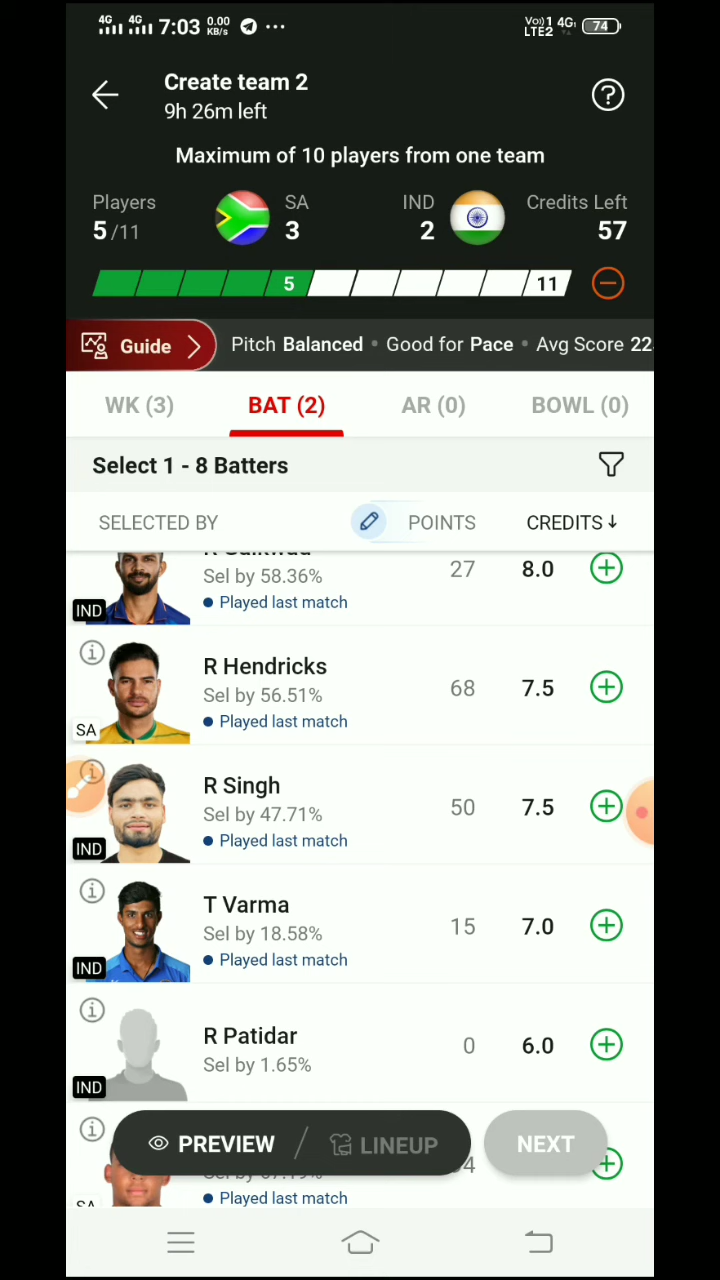 4G 4G 7:03 0.00 KB/s ... Vo)) 1 LTE2 4G 74
Create team 2
9h 26m left
Maximum of 10 players from one team
Players SA IND Credits Left
5/11 3 2 57
5 11
Guide Pitch Balanced • Good for Pace • Avg Score 22
WK (3) BAT (2) AR (0) BOWL (0)
Select 1 - 8 Batters
SELECTED BY POINTS CREDITS↓
Sel by 58.36% 27 8.0
IND • Played last match
R Hendricks
Sel by 56.51% 68 7.5
SA • Played last match
R Singh
Sel by 47.71% 50 7.5
IND • Played last match
T Varma
Sel by 18.58% 15 7.0
IND • Played last match
R Patidar
Sel by 1.65% 0 6.0
IND
PREVIEW / LINEUP NEXT
SA • Played last match